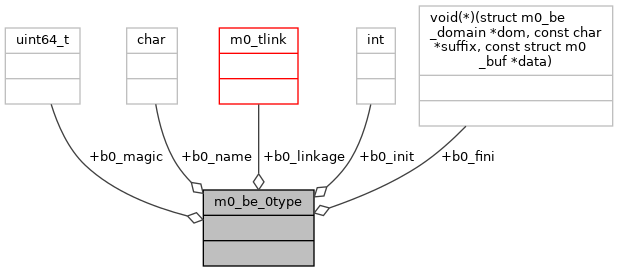 uint64_t
char
m0_tlink
int
void(*)(struct m0_be
_domain *dom, const char
*suffix, const struct m0
_buf *data)
+b0_magic
+b0_name
+b0_linkage
+b0_init
+b0_fini
m0_be_0type